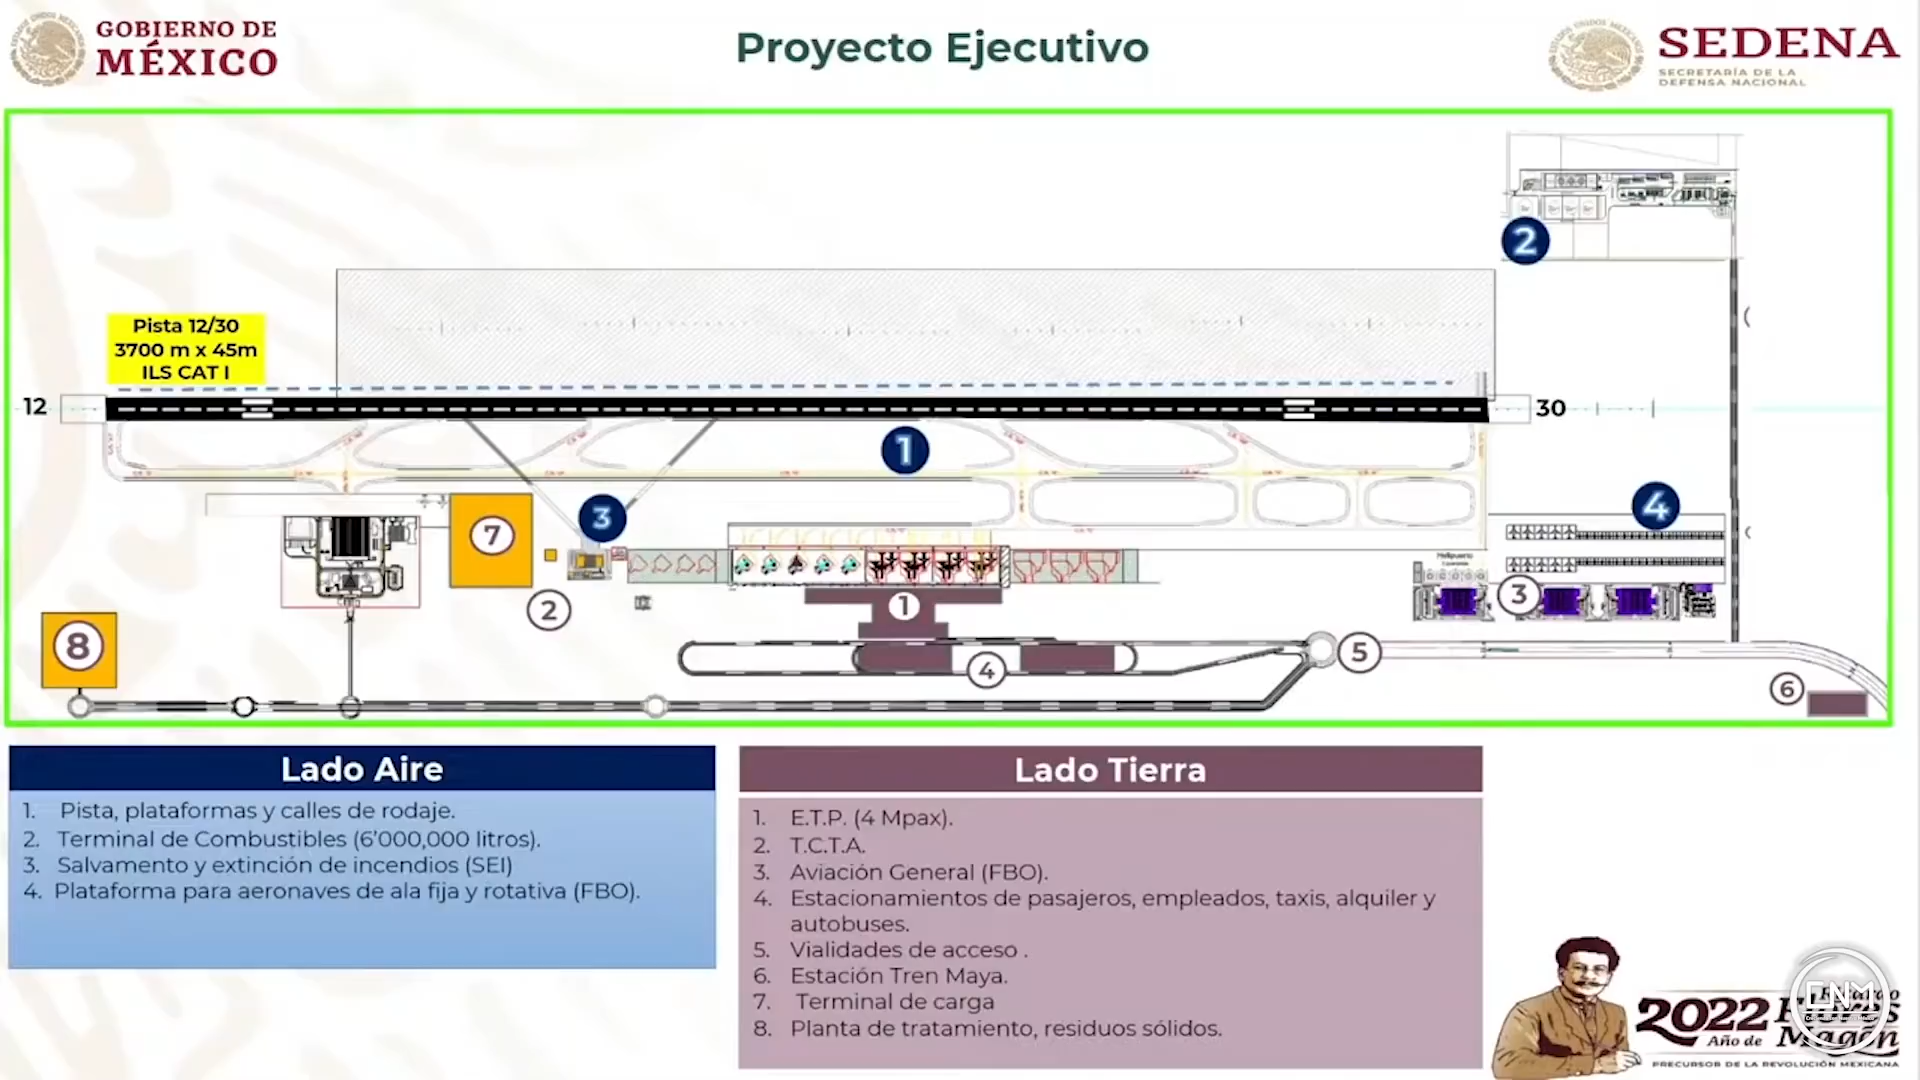 GOBIERNO DE
MÉXICO
Proyecto Ejecutivo
SEDENA
SECRETARÍA DE LA
DEFENSA NACIONAL
2
Pista 12/30
3700 m x 45m
ILS CAT I
12
30
1
3
4
7
2
1
3
Helipuerto
8
4
5
6
Lado Aire
1. Pista, plataformas y calles de rodaje.
2. Terminal de Combustibles (6'000,000 litros).
3. Salvamento y extinción de incendios (SEI)
4. Plataforma para aeronaves de ala fija y rotativa (FBO).
Lado Tierra
1. E.T.P. (4 Mpax).
2. T.C.T.A.
3. Aviación General (FBO).
4. Estacionamientos de pasajeros, empleados, taxis, alquiler y
autobuses.
5. Vialidades de acceso .
6. Estación Tren Maya.
7. Terminal de carga
8. Planta de tratamiento, residuos sólidos.
2022
Año de
Ricardo
Flores
Magón
PRECURSOR DE LA REVOLUCIÓN MEXICANA
CNM